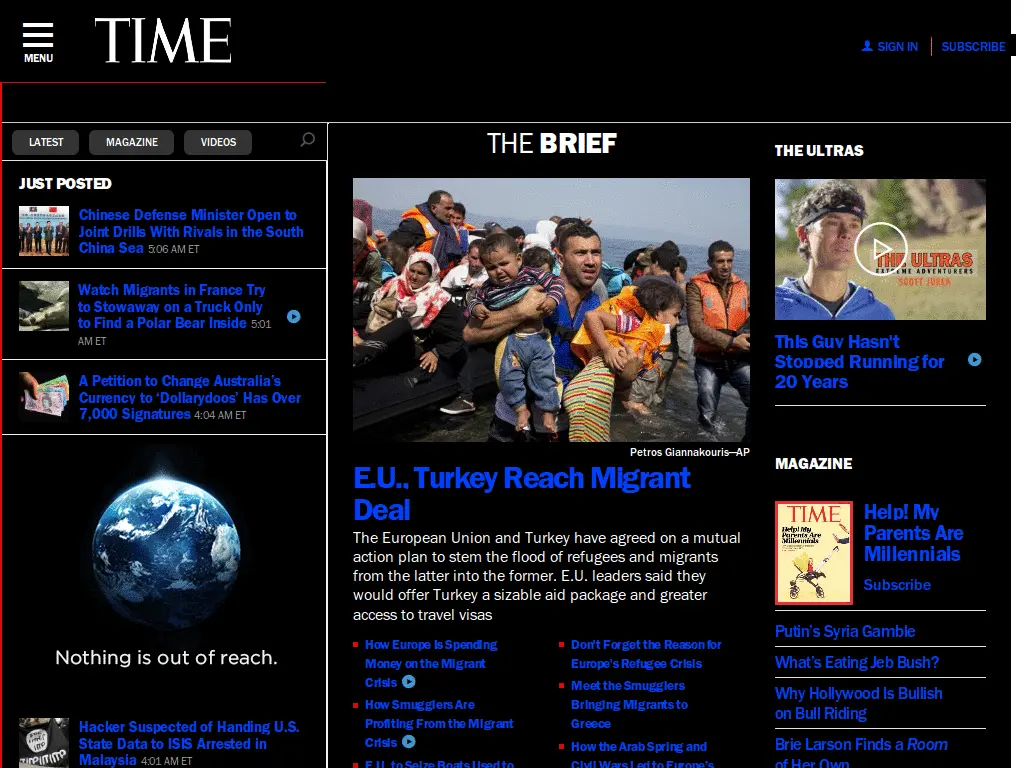 MENU
TIME
SIGN IN
SUBSCRIBE
LATEST
MAGAZINE
VIDEOS
JUST POSTED
Chinese Defense Minister Open to
Joint Drills With Rivals in the South
China Sea 5:06 AM ET
Watch Migrants in France Try
to Stowaway on a Truck Only
to Find a Polar Bear Inside 5:01
AM ET
A Petition to Change Australia's
Currency to ‘Dollarydoos’ Has Over
7,000 Signatures 4:04 AM ET
Nothing is out of reach.
Hacker Suspected of Handing U.S.
State Data to ISIS Arrested in
Malaysia 4:01 AM ET
THE BRIEF
Petros Giannakouris—AP
E.U., Turkey Reach Migrant
Deal
The European Union and Turkey have agreed on a mutual
action plan to stem the flood of refugees and migrants
from the latter into the former. E.U. leaders said they
would offer Turkey a sizable aid package and greater
access to travel visas
How Europe Is Spending
Money on the Migrant
Crisis
How Smugglers Are
Profiting From the Migrant
Crisis
E.U. to Seize Boats Used to
Don't Forget the Reason for
Europe's Refugee Crisis
Meet the Smugglers
Bringing Migrants to
Greece
How the Arab Spring and
Civil Wars Led to Europe's
THE ULTRAS
THE ULTRAS
EXTREME ADVENTURERS
SCOTT JUREK
This Guy Hasn't
Stopped Running for
20 Years
MAGAZINE
TIME
Help! My
Parents Are
Millennials
Help! My
Parents Are
Millennials
Subscribe
Putin's Syria Gamble
What's Eating Jeb Bush?
Why Hollywood Is Bullish
on Bull Riding
Brie Larson Finds a Room
of Her Own